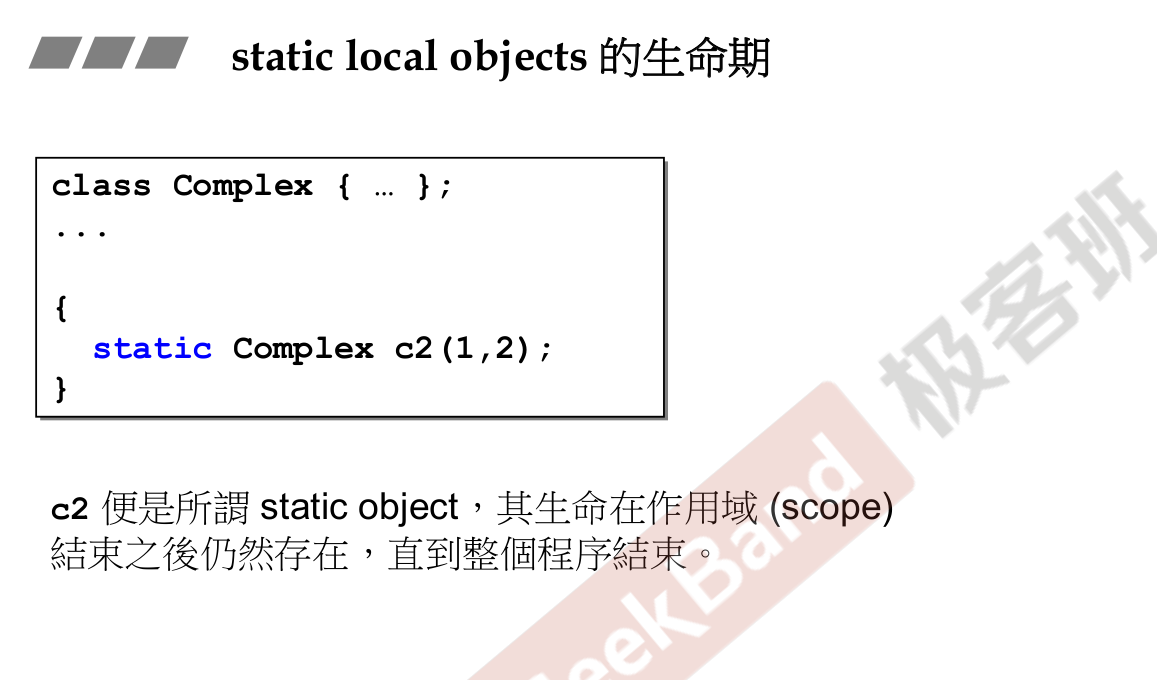 static local objects 的生命期
class Complex { … };
...
{
static Complex c2(1,2);
}
c2 便是所謂 static object，其生命在作用域 (scope)
結束之後仍然存在，直到整個程序結束。
极客班
eekBand